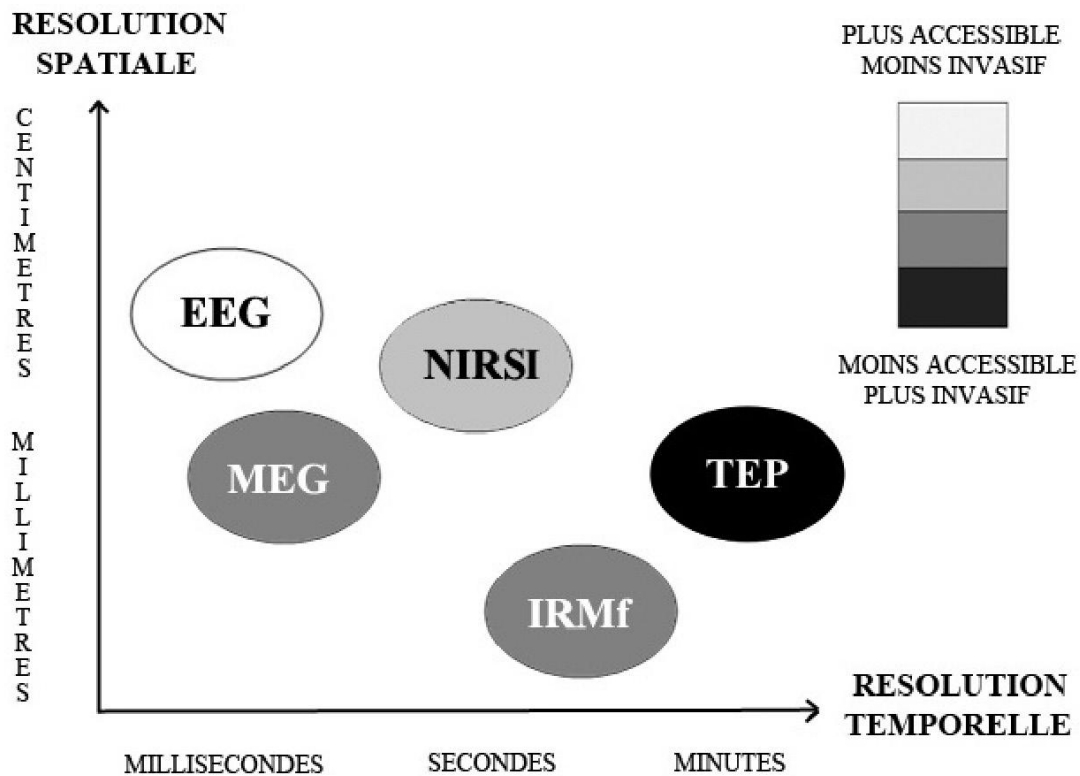 RESOLUTION
SPATIALE
PLUS ACCESSIBLE
MOINS INVASIF
CENTIMETRES
EEG
NIRSI
MOINS ACCESSIBLE
PLUS INVASIF
MILLIMETRES
MEG
TEP
IRMf
RESOLUTION
TEMPORELLE
MILLISECONDES
SECONDES
MINUTES